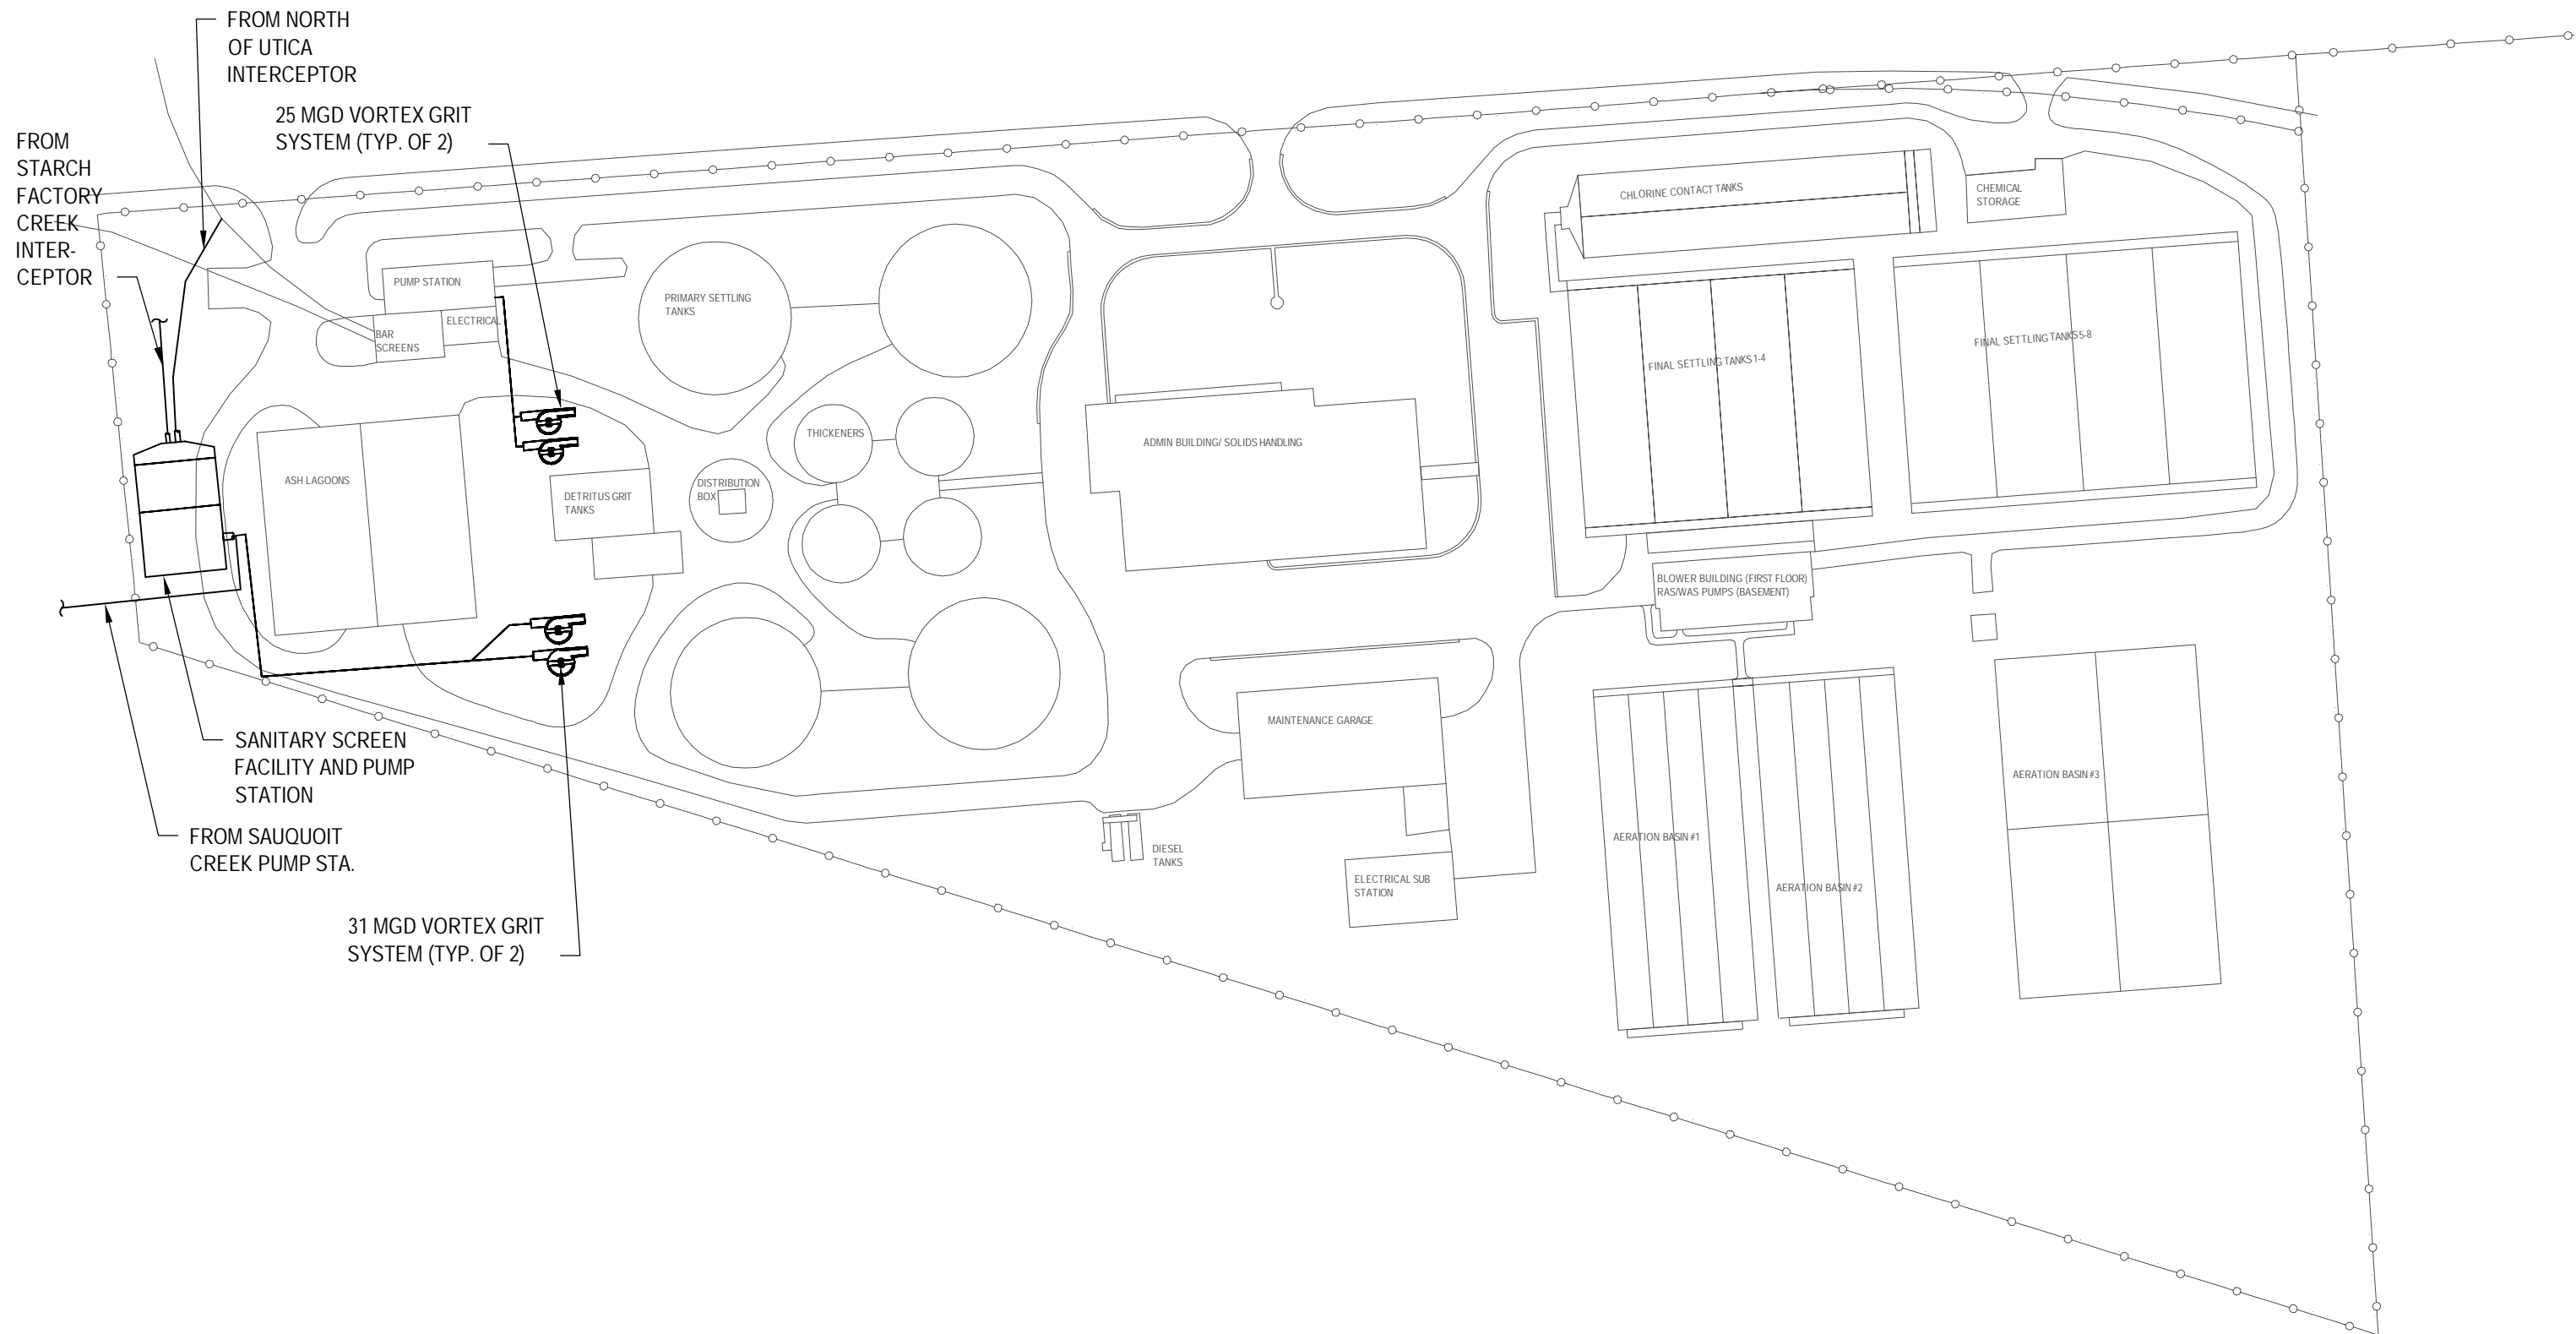 FROM NORTH
OF UTICA
INTERCEPTOR
25 MGD VORTEX GRIT
SYSTEM (TYP. OF 2)
FROM
STARCH
FACTORY
CREEK
INTER-
CEPTOR
PUMP STATION
ELECTRICAL
BAR
SCREENS
PRIMARY SETTLING
TANKS
CHLORINE CONTACT TANKS
CHEMICAL
STORAGE
FINAL SETTLING TANKS 1-4
FINAL SETTLING TANKS 5-8
THICKENERS
ADMIN BUILDING/ SOLIDS HANDLING
ASH LAGOONS
DETRITUS GRIT
TANKS
DISTRIBUTION
BOX
BLOWER BUILDING (FIRST FLOOR)
RAS/WAS PUMPS (BASEMENT)
SANITARY SCREEN
FACILITY AND PUMP
STATION
FROM SAUQUOIT
CREEK PUMP STA.
31 MGD VORTEX GRIT
SYSTEM (TYP. OF 2)
MAINTENANCE GARAGE
DIESEL
TANKS
ELECTRICAL SUB
STATION
AERATION BASIN #1
AERATION BASIN #2
AERATION BASIN #3